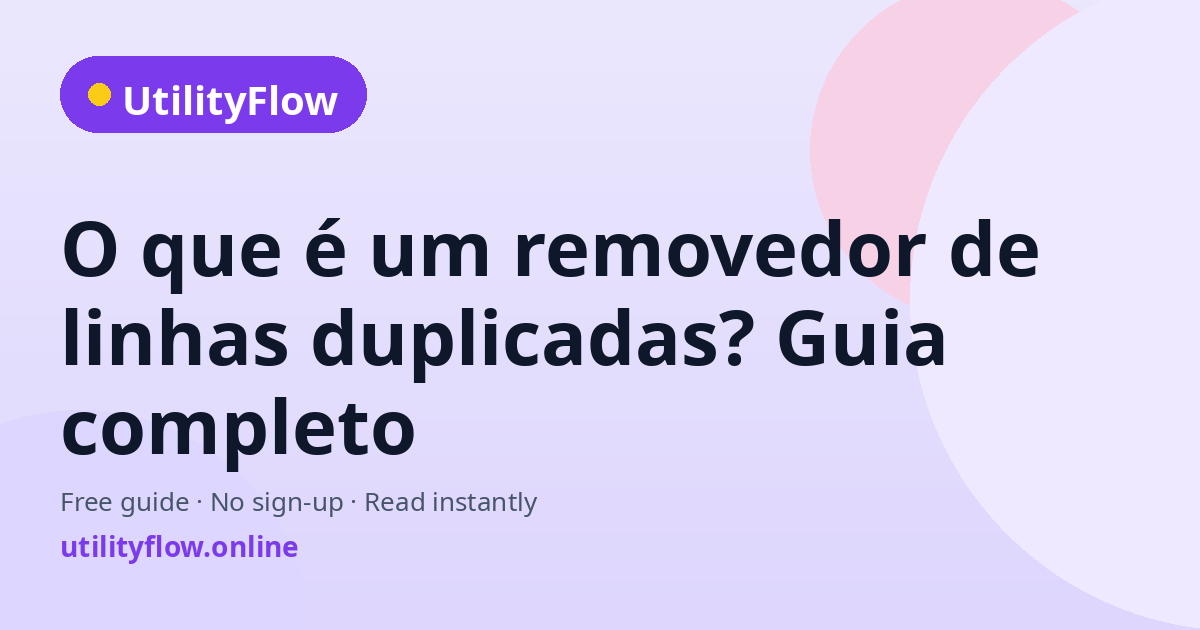 UtilityFlow
O que é um removedor de
linhas duplicadas? Guia
completo
Free guide · No sign-up · Read instantly
utilityflow.online